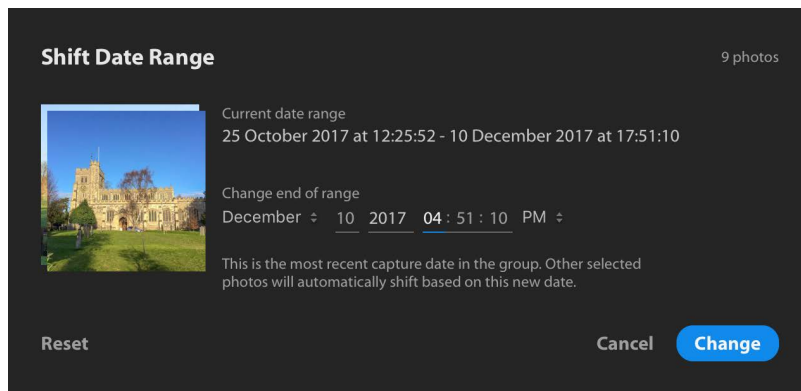 Shift Date Range
9 photos
Current date range
25 October 2017 at 12:25:52 - 10 December 2017 at 17:51:10
Change end of range
December 10 2017 04 : 51 : 10 PM
This is the most recent capture date in the group. Other selected
photos will automatically shift based on this new date.
Reset
Cancel
Change